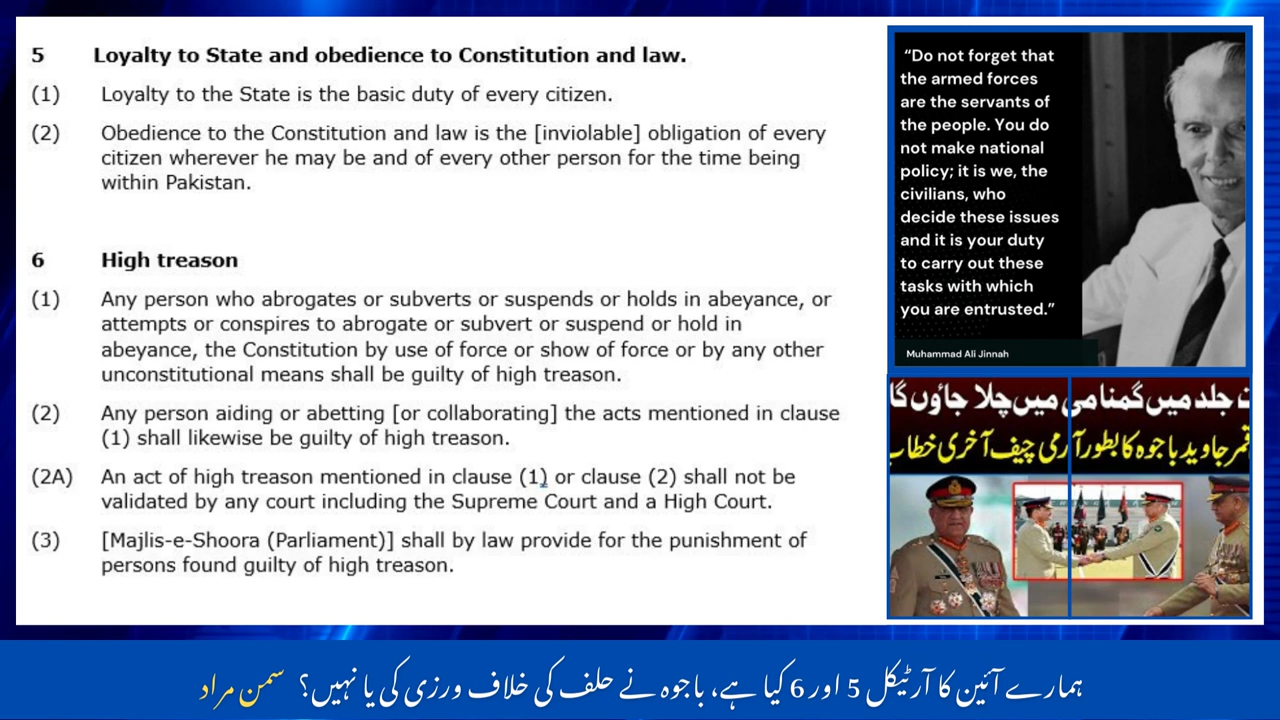 5 Loyalty to State and obedience to Constitution and law.
(1) Loyalty to the State is the basic duty of every citizen.
(2) Obedience to the Constitution and law is the [inviolable] obligation of every
citizen wherever he may be and of every other person for the time being
within Pakistan.
6 High treason
(1) Any person who abrogates or subverts or suspends or holds in abeyance, or
attempts or conspires to abrogate or subvert or suspend or hold in
abeyance, the Constitution by use of force or show of force or by any other
unconstitutional means shall be guilty of high treason.
(2) Any person aiding or abetting [or collaborating] the acts mentioned in clause
(1) shall likewise be guilty of high treason.
(2A) An act of high treason mentioned in clause (1) or clause (2) shall not be
validated by any court including the Supreme Court and a High Court.
(3) [Majlis-e-Shoora (Parliament)] shall by law provide for the punishment of
persons found guilty of high treason.
“Do not forget that
the armed forces
are the servants of
the people. You do
not make national
policy; it is we, the
civilians, who
decide these issues
and it is your duty
to carry out these
tasks with which
you are entrusted.”
Muhammad Ali Jinnah
جلد میں گمنامی میں چلا جاؤں گا
قمر جاوید باجوہ کا بطور آرمی چیف آخری خطاب
ہمارے آئین کا آرٹیکل 5 اور 6 کیا ہے، باجوہ نے حلف کی خلاف ورزی کی یا نہیں؟ سمن مراد